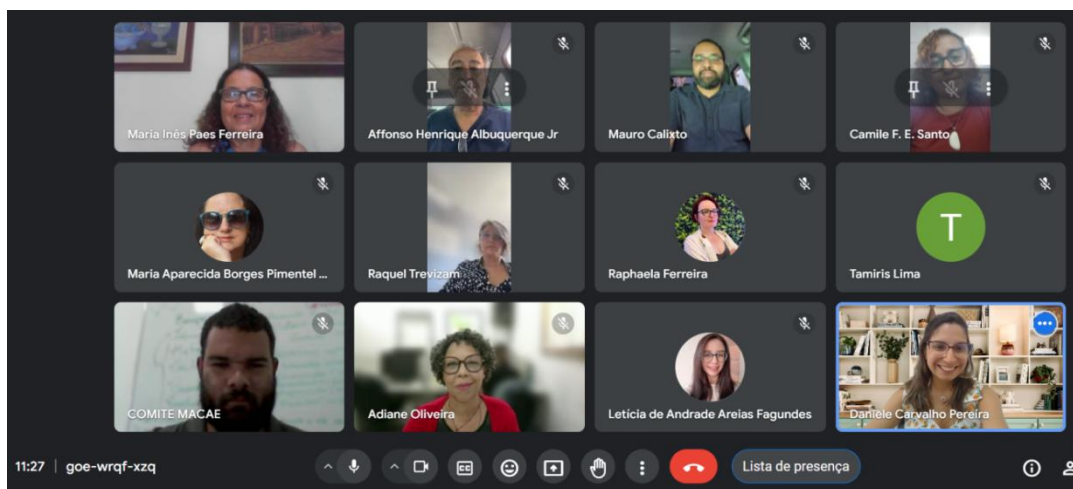 Maria Inês Paes Ferreira
Affonso Henrique Albuquerque Jr
Mauro Calixto
Camile F. E. Santo
Maria Aparecida Borges Pimentel ...
Raquel Trevizam
Raphaela Ferreira
T
Tamiris Lima
COMITE MACAE
Adiane Oliveira
Letícia de Andrade Areias Fagundes
Daniele Carvalho Pereira
11:27 | goe-wrqf-xzq
CC
Lista de presença